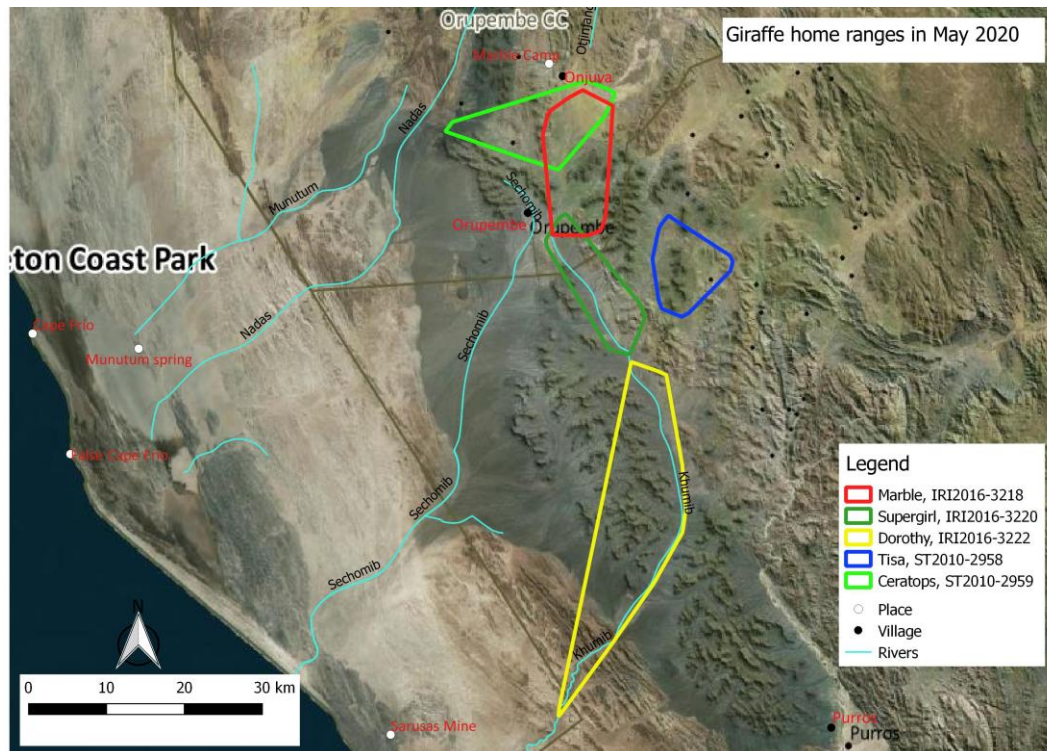 Orupembe CC
Giraffe home ranges in May 2020
Marble Camp
Otjinjange
Onjuva
Nadas
Munutum
Sechomib
Orupembe
Orupembe
eton Coast Park
Nadas
Sechomib
Cape Frio
Munutum spring
False Cape Frio
Khumib
Sechomib
Sechomib
Khumib
Legend
Marble, IRI2016-3218
Supergirl, IRI2016-3220
Dorothy, IRI2016-3222
Tisa, ST2010-2958
Ceratops, ST2010-2959
Place
Village
Rivers
N
0 10 20 30 km
Sarusas Mine
Purros
Purros